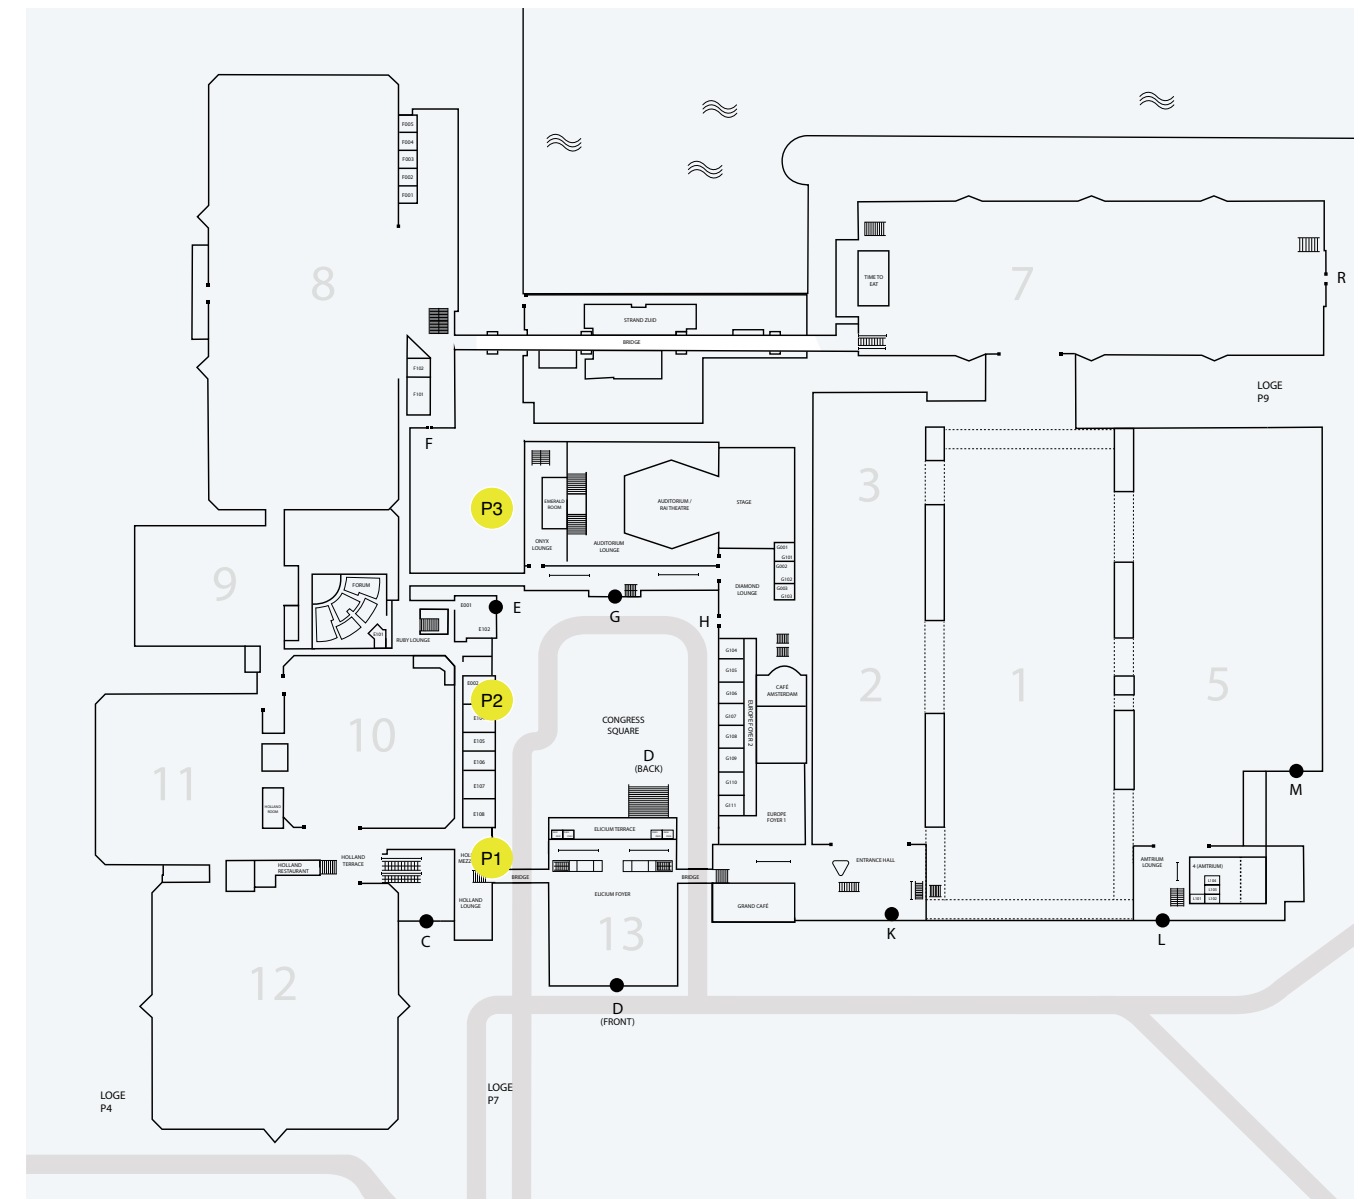 F005
F004
F003
F002
F001
8
7
TIME TO
EAT
R
STRAND ZUID
BRIDGE
F102
F101
F
LOGE
P9
3
P3
EMERALD
ROOM
ONYX
LOUNGE
AUDITORIUM
LOUNGE
AUDITORIUM /
RAI THEATRE
STAGE
G001
G101
G002
G102
G003
G103
DIAMOND
LOUNGE
9
FORUM
E101
RUBY LOUNGE
E001
E102
E
G
H
G104
G105
G106
G107
G108
G109
G110
G111
EUROPE FOYER 2
CAFÉ
AMSTERDAM
EUROPE
FOYER 1
2
1
5
E002
P2
E105
E106
E107
E108
10
11
HOLLAND
ROOM
CONGRESS
SQUARE
D
(BACK)
M
ELICIUM TERRACE
P1
HOLLAND
RESTAURANT
HOLLAND
TERRACE
HOLLAND
LOUNGE
BRIDGE
ELICIUM FOYER
BRIDGE
GRAND CAFÉ
ENTRANCE HALL
AMTRIUM
LOUNGE
4 (AMTRIUM)
L104
L103
L101
L102
C
13
K
L
12
D
(FRONT)
LOGE
P4
LOGE
P7